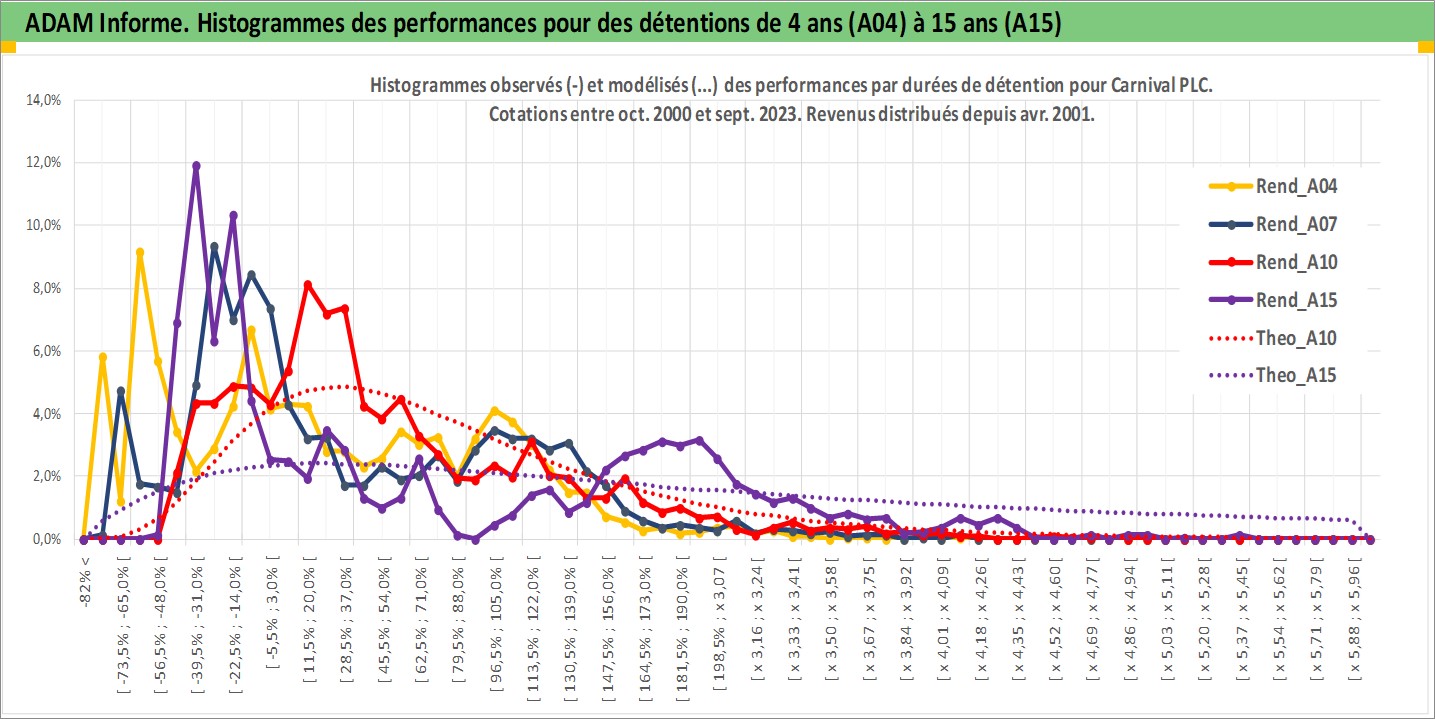 ADAM Informe. Histogrammes des performances pour des détentions de 4 ans (A04) à 15 ans (A15)
Histogrammes observés (-) et modélisés (...) des performances par durées de détention pour Carnival PLC.
Cotations entre oct. 2000 et sept. 2023. Revenus distribués depuis avr. 2001.
14,0%
12,0%
10,0%
8,0%
6,0%
4,0%
2,0%
0,0%
Rend_A04
Rend_A07
Rend_A10
Rend_A15
Theo_A10
Theo_A15
-82% <
[ -73,5% ; -65,0% [
[ -56,5% ; -48,0% [
[ -39,5% ; -31,0% [
[ -22,5% ; -14,0% [
[ -5,5% ; 3,0% [
[ 11,5% ; 20,0% [
[ 28,5% ; 37,0% [
[ 45,5% ; 54,0% [
[ 62,5% ; 71,0% [
[ 79,5% ; 88,0% [
[ 96,5% ; 105,0% [
[ 113,5% ; 122,0% [
[ 130,5% ; 139,0% [
[ 147,5% ; 156,0% [
[ 164,5% ; 173,0% [
[ 181,5% ; 190,0% [
[ 198,5% ; x 3,07 [
[ x 3,16 ; x 3,24 [
[ x 3,33 ; x 3,41 [
[ x 3,50 ; x 3,58 [
[ x 3,67 ; x 3,75 [
[ x 3,84 ; x 3,92 [
[ x 4,01 ; x 4,09 [
[ x 4,18 ; x 4,26 [
[ x 4,35 ; x 4,43 [
[ x 4,52 ; x 4,60 [
[ x 4,69 ; x 4,77 [
[ x 4,86 ; x 4,94 [
[ x 5,03 ; x 5,11 [
[ x 5,20 ; x 5,28 [
[ x 5,37 ; x 5,45 [
[ x 5,54 ; x 5,62 [
[ x 5,71 ; x 5,79 [
[ x 5,88 ; x 5,96 [